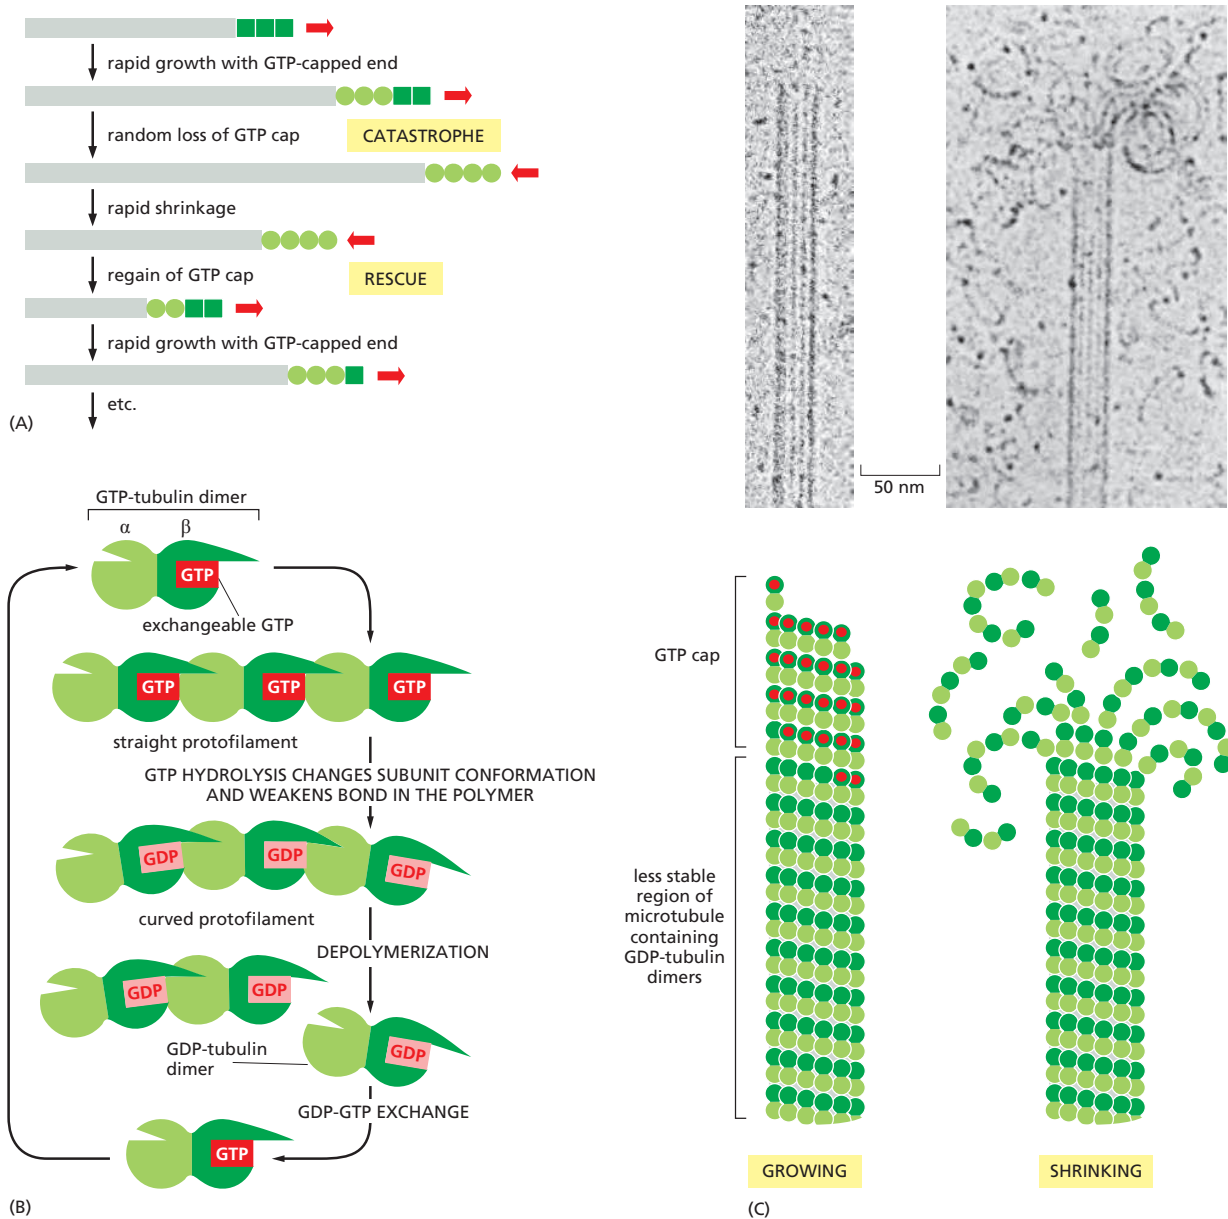 rapid growth with GTP-capped end
random loss of GTP cap
CATASTROPHE
rapid shrinkage
regain of GTP cap
RESCUE
rapid growth with GTP-capped end
etc.
(A)
50 nm
GTP-tubulin dimer
α
β
GTP
exchangeable GTP
GTP
GTP
GTP
straight protofilament
GTP HYDROLYSIS CHANGES SUBUNIT CONFORMATION
AND WEAKENS BOND IN THE POLYMER
GDP
GDP
GDP
curved protofilament
DEPOLYMERIZATION
GDP
GDP
GDP
GDP-tubulin
dimer
GDP-GTP EXCHANGE
GTP
(B)
GTP cap
less stable
region of
microtubule
containing
GDP-tubulin
dimers
GROWING
SHRINKING
(C)